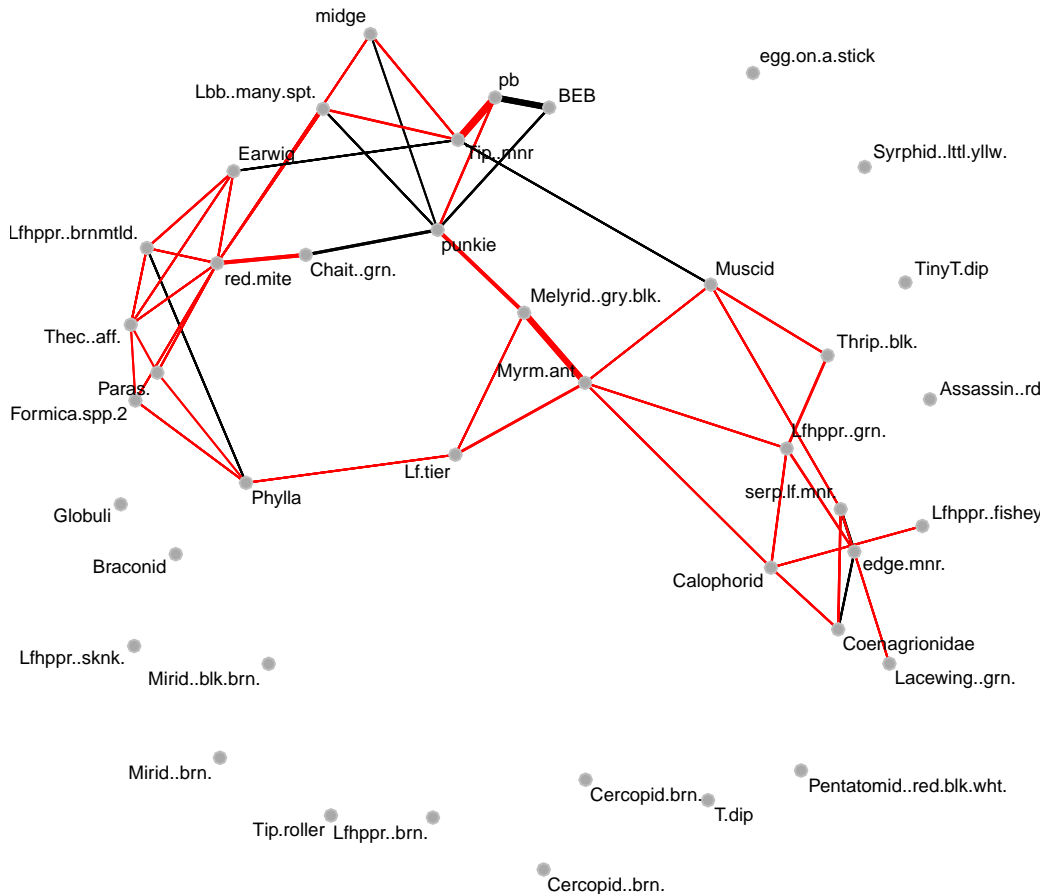 midge
egg.on.a.stick
pb
Lbb..many.spt.
BEB
Tip..mnr
Earwig
Syrphid..lttl.yllw.
Lfhppr..brnmtld.
punkie
red.mite
Chait..grn.
Muscid
TinyT.dip
Melyrid..gry.blk.
Thec..aff.
Thrip..blk.
Myrm.ant
Paras.
Assassin..rd
Formica.spp.2
Lfhppr..grn.
Lf.tier
Phylla
serp.lf.mnr.
Globuli
Lfhppr..fishey
Braconid
edge.mnr.
Calophorid
Coenagrionidae
Lfhppr..sknk.
Mirid..blk.brn.
Lacewing..grn.
Mirid..brn.
Pentatomid..red.blk.wht.
Cercopid.brn.
T.dip
Tip.roller
Lfhppr..brn.
Cercopid..brn.